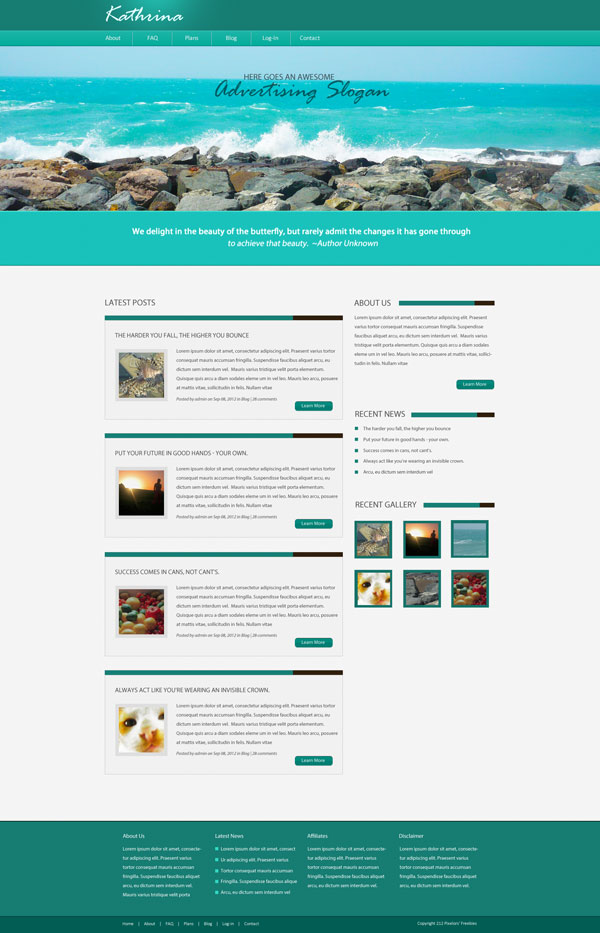 Kathrina
About FAQ Plans Blog Log-in Contact
HERE GOES AN AWESOME
Advertising Slogan
We delight in the beauty of the butterfly, but rarely admit the changes it has gone through
to achieve that beauty. ~Author Unknown
LATEST POSTS
THE HARDER YOU FALL, THE HIGHER YOU BOUNCE
Lorem ipsum dolor sit amet, consectetur adipiscing elit. Praesent varius tortor
consequat mauris accumsan fringilla. Suspendisse faucibus aliquet arcu, eu
dictum sem interdum vel. Mauris varius tristique velit porta elementum.
Quisque quis arcu a diam sodales eleme um in vel leo. Mauris leo arcu, posuere
at mattis vitae, sollicitudin in felis. Nullam vitae
Posted by admin on Sep 08, 2012 in Blog | 28 comments
Learn More
PUT YOUR FUTURE IN GOOD HANDS - YOUR OWN.
Lorem ipsum dolor sit amet, consectetur adipiscing elit. Praesent varius tortor
consequat mauris accumsan fringilla. Suspendisse faucibus aliquet arcu, eu
dictum sem interdum vel. Mauris varius tristique velit porta elementum.
Quisque quis arcu a diam sodales eleme um in vel leo. Mauris leo arcu, posuere
at mattis vitae, sollicitudin in felis. Nullam vitae
Posted by admin on Sep 08, 2012 in Blog | 28 comments
Learn More
SUCCESS COMES IN CANS, NOT CANT'S.
Lorem ipsum dolor sit amet, consectetur adipiscing elit. Praesent varius tortor
consequat mauris accumsan fringilla. Suspendisse faucibus aliquet arcu, eu
dictum sem interdum vel. Mauris varius tristique velit porta elementum.
Quisque quis arcu a diam sodales eleme um in vel leo. Mauris leo arcu, posuere
at mattis vitae, sollicitudin in felis. Nullam vitae
Posted by admin on Sep 08, 2012 in Blog | 28 comments
Learn More
ALWAYS ACT LIKE YOU'RE WEARING AN INVISIBLE CROWN.
Lorem ipsum dolor sit amet, consectetur adipiscing elit. Praesent varius tortor
consequat mauris accumsan fringilla. Suspendisse faucibus aliquet arcu, eu
dictum sem interdum vel. Mauris varius tristique velit porta elementum.
Quisque quis arcu a diam sodales eleme um in vel leo. Mauris leo arcu, posuere
at mattis vitae, sollicitudin in felis. Nullam vitae
Posted by admin on Sep 08, 2012 in Blog | 28 comments
Learn More
ABOUT US
Lorem ipsum dolor sit amet, consectetur adipiscing elit. Praesent
varius tortor consequat mauris accumsan fringilla. Suspendisse
faucibus aliquet arcu, eu dictum sem interdum vel. Mauris varius
tristique velit porta elementum. Quisque quis arcu a diam sodales
eleme um in vel leo. Mauris leo arcu, posuere at mattis vitae, sollici-
tudin in felis. Nullam vitae
Learn More
RECENT NEWS
The harder you fall, the higher you bounce
Put your future in good hands - your own.
Success comes in cans, not cant's.
Always act like you're wearing an invisible crown.
Arcu, eu dictum sem interdum vel
RECENT GALLERY
About Us
Lorem ipsum dolor sit amet, consecte-
tur adipiscing elit. Praesent varius
tortor consequat mauris accumsan
fringilla. Suspendisse faucibus aliquet
arcu, eu dictum sem interdum vel.
Mauris varius tristique velit porta
Latest News
Lorem ipsum dolor sit amet, consect
Ur adipiscing elit. Praesent varius
Tortor consequat mauris accumsan
Fringilla. Suspendisse faucibus alique
Arcu, eu dictum sem interdum vel
Affiliates
Lorem ipsum dolor sit amet, consecte-
tur adipiscing elit. Praesent varius
tortor consequat mauris accumsan
fringilla. Suspendisse faucibus aliquet
arcu, eu dictum sem interdum vel.
Disclaimer
Lorem ipsum dolor sit amet, consecte-
tur adipiscing elit. Praesent varius
tortor consequat mauris accumsan
fringilla. Suspendisse faucibus aliquet
arcu, eu dictum sem interdum vel.
Home | About | FAQ | Plans | Blog | Log-in | Contact
Copyright Freebies